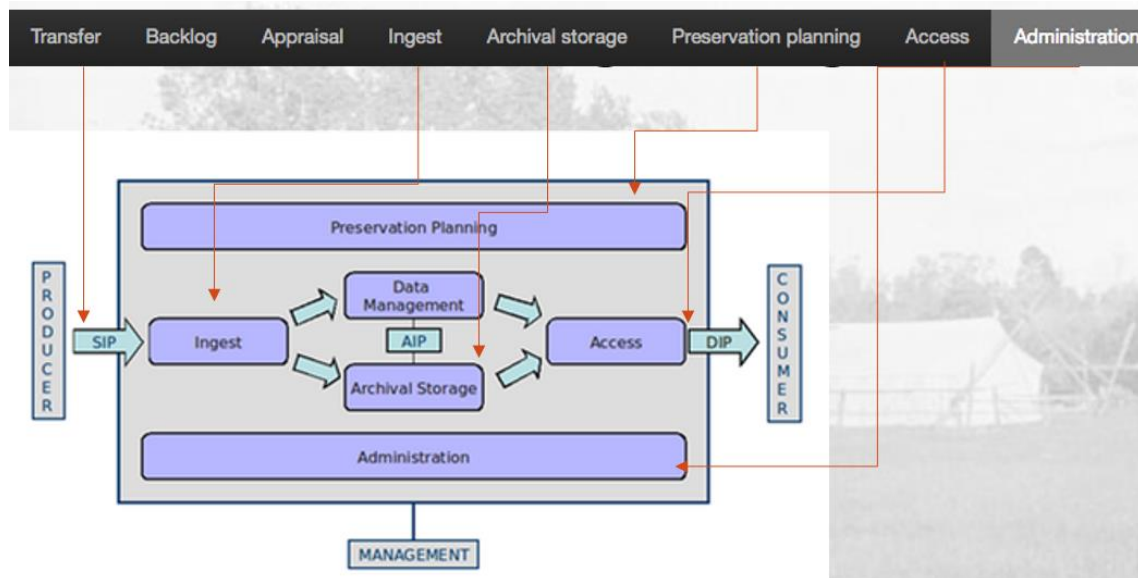 Transfer Backlog Appraisal Ingest Archival storage Preservation planning Access Administration
Preservation Planning
PRODUCER
SIP
Ingest
Data
Management
AIP
Archival Storage
Access
DIP
CONSUMER
Administration
MANAGEMENT